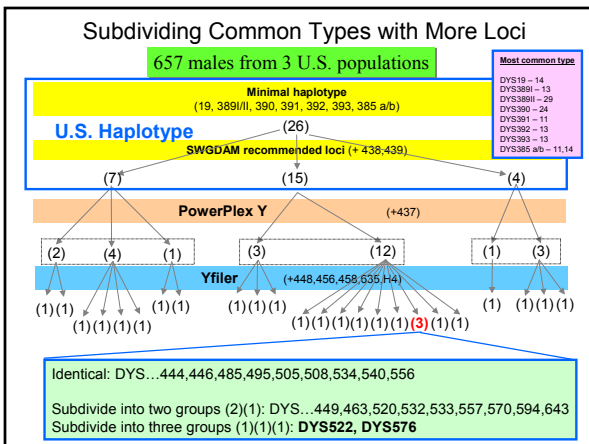 Subdividing Common Types with More Loci
657 males from 3 U.S. populations
Most common type
DYS19 – 14
DYS389I – 13
DYS389II – 29
DYS390 – 24
DYS391 – 11
DYS392 – 13
DYS393 – 13
DYS385 a/b – 11,14
Minimal haplotype
(19, 389I/II, 390, 391, 392, 393, 385 a/b)
U.S. Haplotype
(26)
SWGDAM recommended loci (+ 438,439)
(7) (15) (4)
PowerPlex Y (+437)
(2) (4) (1) (3) (12) (1) (3)
Yfiler (+448,456,458,635,H4)
(1)(1) (1)(1) (1)(1)(1) (1) (1)(1)(1)
(1)(1)(1)(1) (1)(1)(1)(1)(1)(1)(3)(1)(1)
Identical: DYS…444,446,485,495,505,508,534,540,556
Subdivide into two groups (2)(1): DYS…449,463,520,532,533,557,570,594,643
Subdivide into three groups (1)(1)(1): DYS522, DYS576